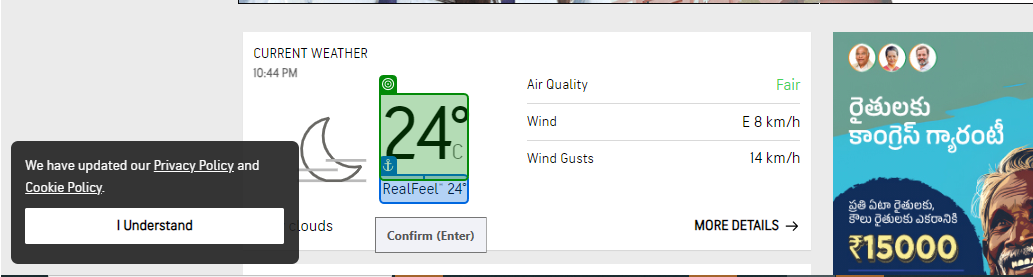 CURRENT WEATHER
10:44 PM
24°C
RealFeel® 24°
clouds
Confirm (Enter)
Air Quality Fair
Wind E 8 km/h
Wind Gusts 14 km/h
MORE DETAILS →
We have updated our Privacy Policy and
Cookie Policy.
I Understand
రైతులకు
కాంగ్రెస్ గ్యారంటీ
ప్రతి ఏటా రైతులకు,
కౌలు రైతులకు ఎకరానికి
₹15000